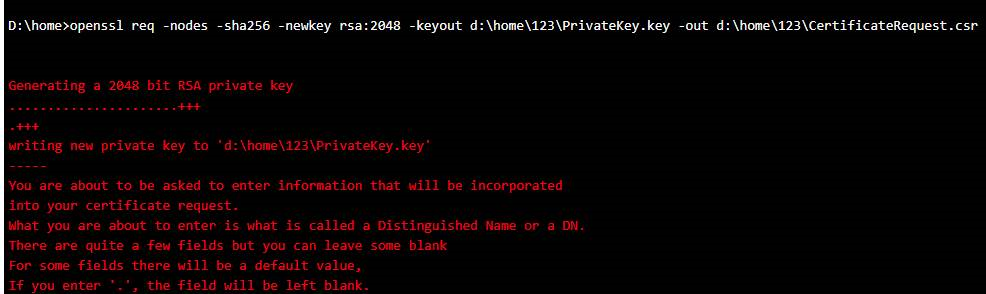 D:\home>openssl req -nodes -sha256 -newkey rsa:2048 -keyout d:\home\123\PrivateKey.key -out d:\home\123\CertificateRequest.csr
Generating a 2048 bit RSA private key
......................+++
.+++
writing new private key to 'd:\home\123\PrivateKey.key'
-----
You are about to be asked to enter information that will be incorporated
into your certificate request.
What you are about to enter is what is called a Distinguished Name or a DN.
There are quite a few fields but you can leave some blank
For some fields there will be a default value,
If you enter '.', the field will be left blank.